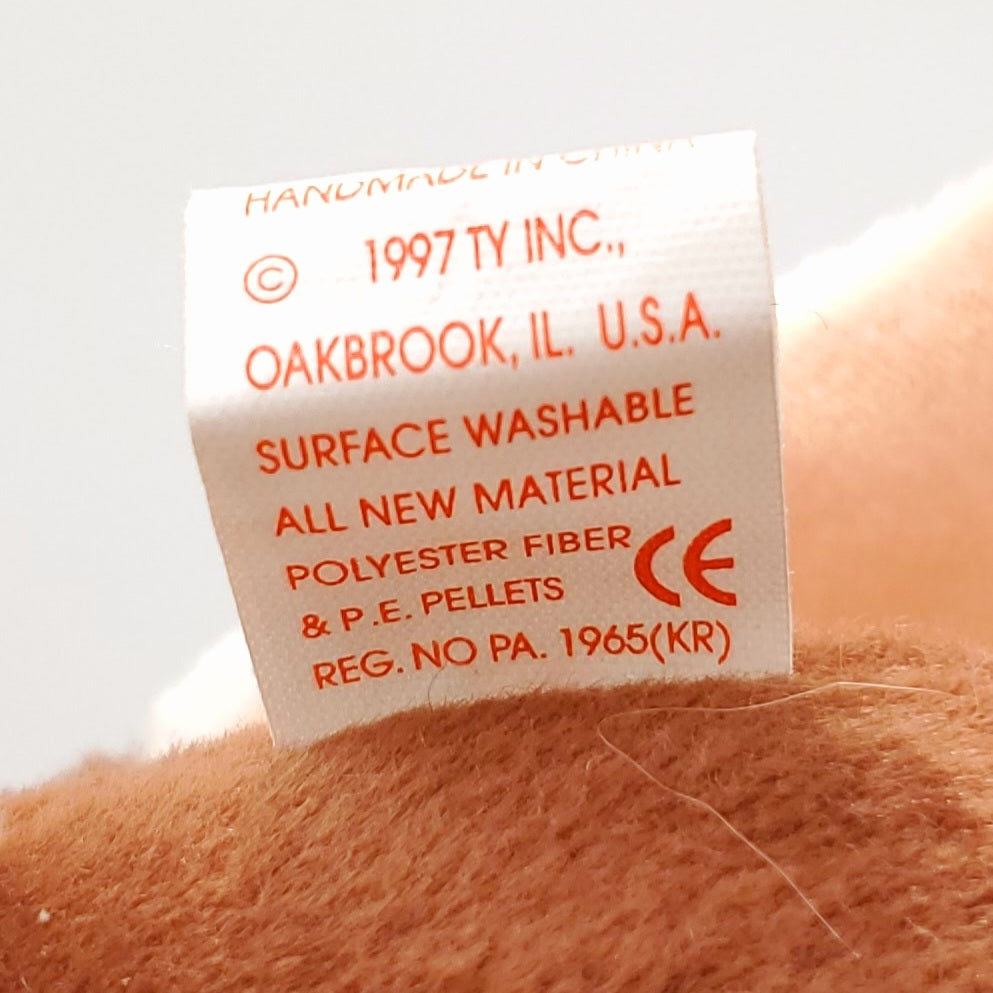 HANDMADE IN CHINA
© 1997 TY INC.,
OAKBROOK, IL. U.S.A.
SURFACE WASHABLE
ALL NEW MATERIAL
POLYESTER FIBER
& P.E. PELLETS
CE
REG. NO PA. 1965(KR)